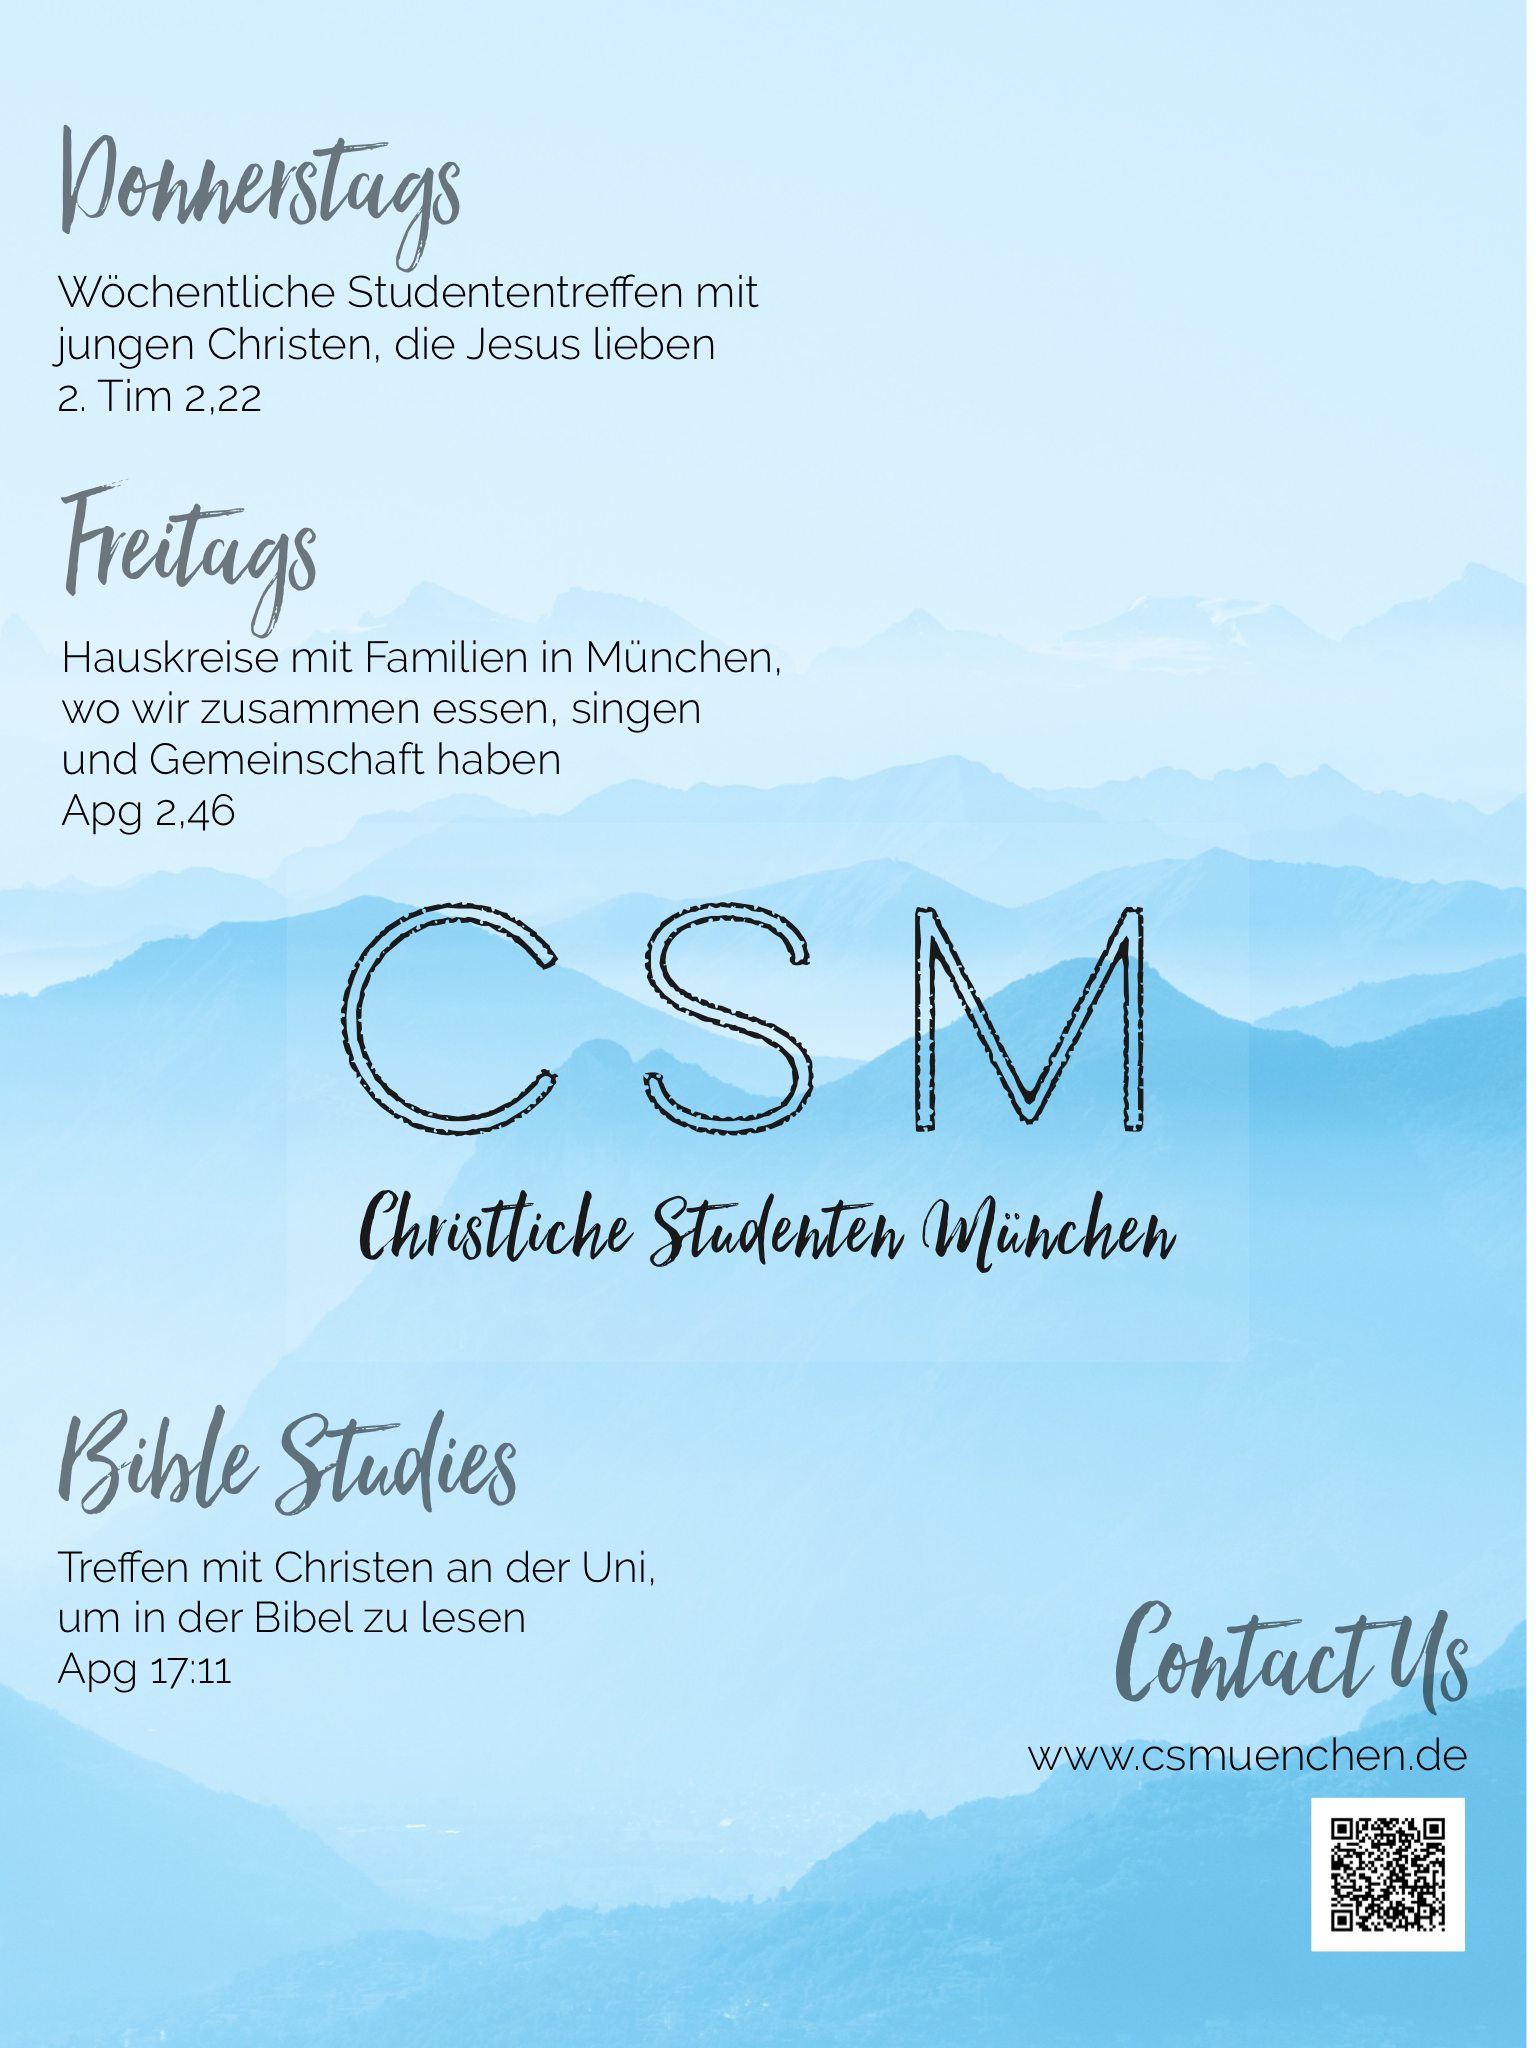 Donnerstags
Wöchentliche Studententreffen mit
jungen Christen, die Jesus lieben
2. Tim 2,22
Freitags
Hauskreise mit Familien in München,
wo wir zusammen essen, singen
und Gemeinschaft haben
Apg 2,46
CSM
Christliche Studenten München
Bible Studies
Treffen mit Christen an der Uni,
um in der Bibel zu lesen
Apg 17:11
Contact Us
www.csmuenchen.de